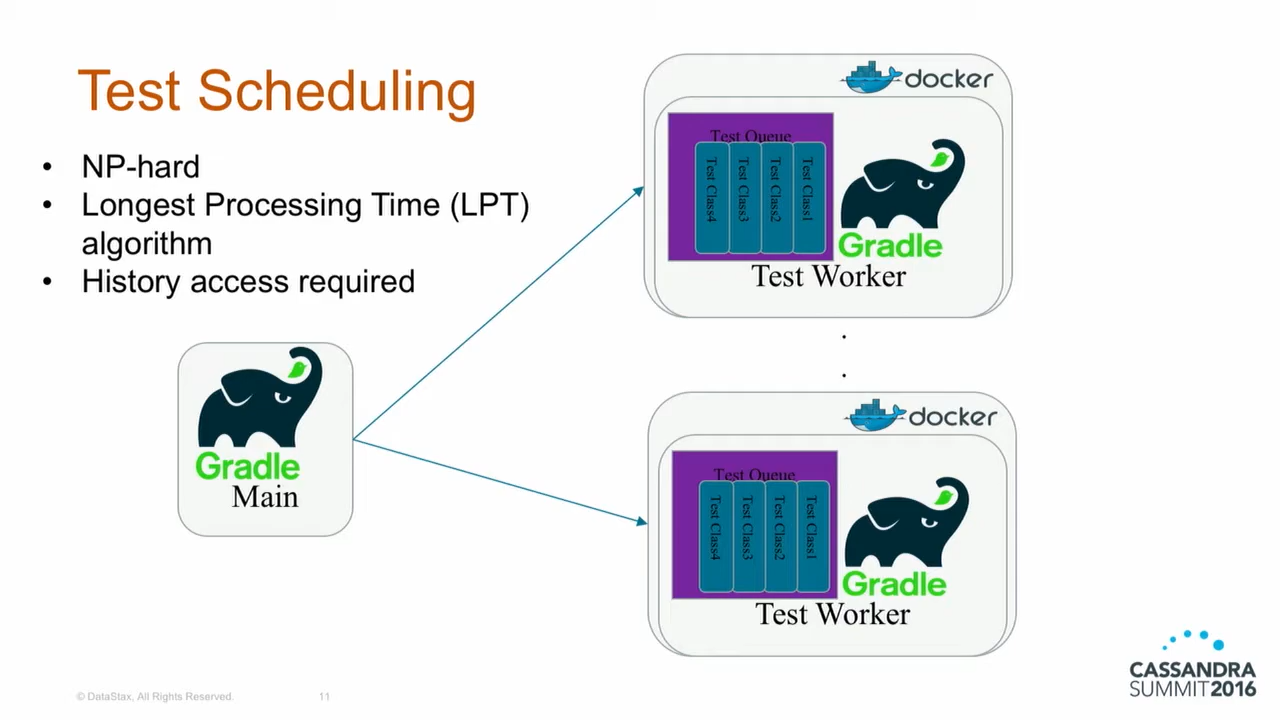 Test Scheduling
• NP-hard
• Longest Processing Time (LPT)
algorithm
• History access required
Gradle
Main
docker
Test Queue
Test Class4
Test Class3
Test Class2
Test Class1
Gradle
Test Worker
.
.
docker
Test Queue
Test Class4
Test Class3
Test Class2
Test Class1
Gradle
Test Worker
© DataStax, All Rights Reserved.
11
CASSANDRA
SUMMIT2016